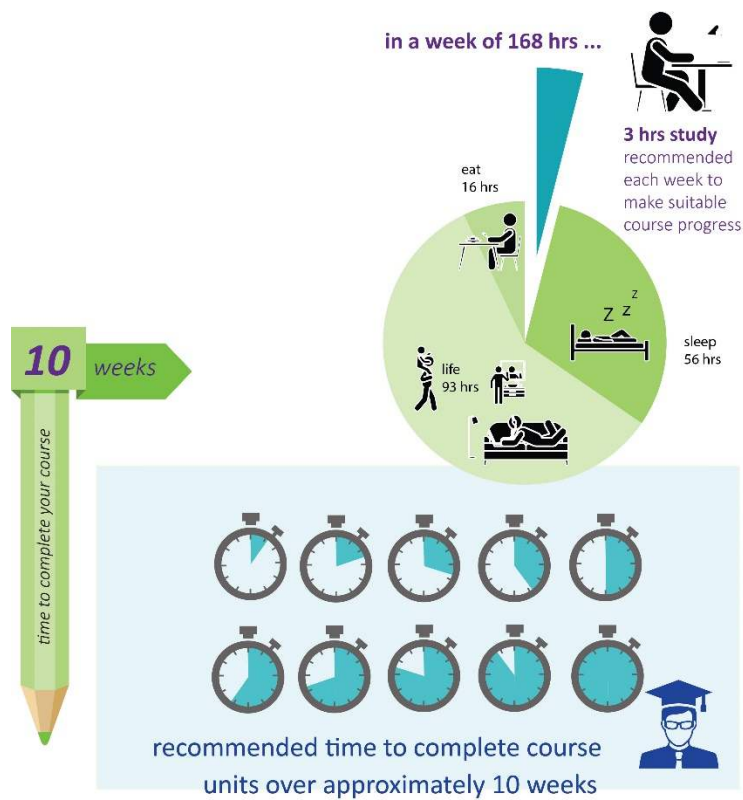 in a week of 168 hrs ...
3 hrs study
recommended
each week to
make suitable
course progress
eat
16 hrs
Z z z
sleep
56 hrs
life
93 hrs
10 weeks
time to complete your course
recommended time to complete course
units over approximately 10 weeks